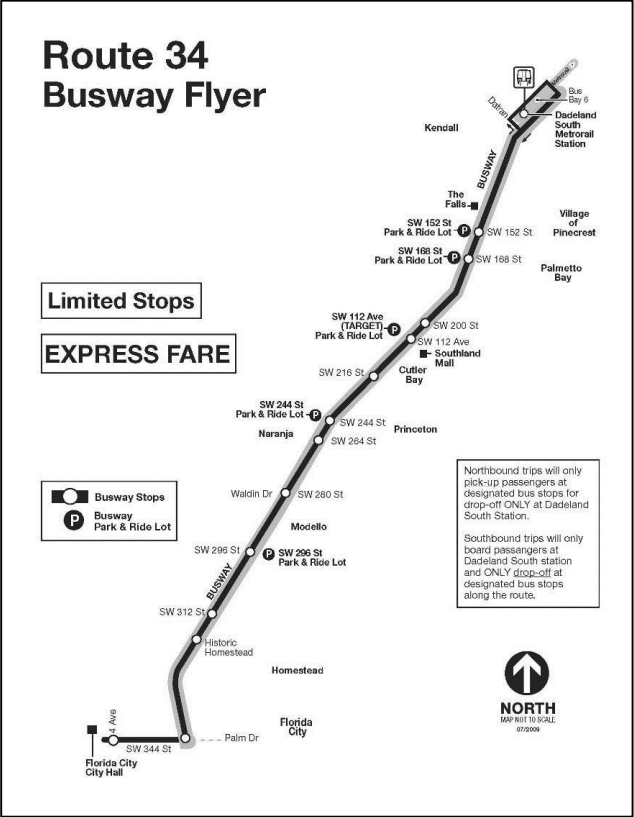 Route 34
Busway Flyer
Metrorail
Bus
Bay 6
Datran
Dadeland
South
Metrorail
Station
Kendall
BUSWAY
The
Falls
SW 152 St
Park & Ride Lot
P
SW 152 St
Village
of
Pinecrest
SW 168 St
Park & Ride Lot
P
SW 168 St
Palmetto
Bay
Limited Stops
EXPRESS FARE
SW 112 Ave
(TARGET)
Park & Ride Lot
P
SW 200 St
SW 112 Ave
Southland
Mall
SW 216 St
Cutler
Bay
SW 244 St
Park & Ride Lot
P
SW 244 St
Princeton
Naranja
SW 264 St
Northbound trips will only
pick-up passengers at
designated bus stops for
drop-off ONLY at Dadeland
South Station.
Southbound trips will only
board passengers at
Dadeland South station
and ONLY drop-off at
designated bus stops
along the route.
Busway Stops
P
Busway
Park & Ride Lot
Waldin Dr
SW 280 St
Modello
SW 296 St
P
SW 296 St
Park & Ride Lot
BUSWAY
SW 312 St
Historic
Homestead
Homestead
Florida
City
4 Ave
SW 344 St
Palm Dr
Florida City
City Hall
NORTH
MAP NOT TO SCALE
07/2009